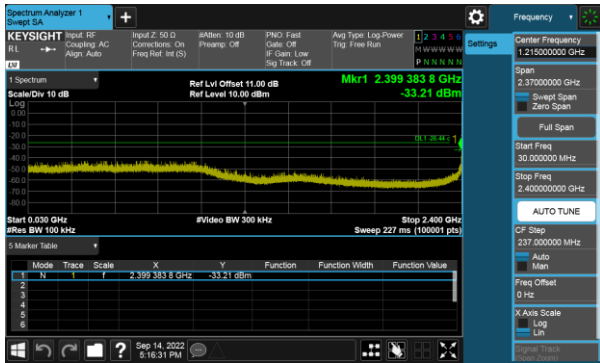 Spectrum Analyzer 1
Swept SA
Frequency
KEYSIGHT
RL
Input: RF
Coupling: AC
Align: Auto
Input Z: 50 Ω
Corrections: On
Freq Ref: Int (S)
#Atten: 10 dB
Preamp: Off
PNO: Fast
Gate: Off
IF Gain: Low
Sig Track: Off
Avg Type: Log-Power
Trig: Free Run
1 2 3 4 5 6
M W W W W W
P N N N N N
LXI
Settings
1 Spectrum
Scale/Div 10 dB
Ref Lvl Offset 11.00 dB
Ref Level 10.00 dBm
Mkr1 2.399 383 8 GHz
-33.21 dBm
Log
0.00
-10.0
-20.0
-30.0
-40.0
-50.0
-60.0
-70.0
-80.0
1
Start 0.030 GHz
#Res BW 100 kHz
#Video BW 300 kHz
Stop 2.400 GHz
Sweep 227 ms (100001 pts)
5 Marker Table
Mode Trace Scale X Y Function Function Width Function Value
1 N 1 f 2.399 383 8 GHz -33.21 dBm
2
3
4
5
6
Center Frequency
1.215000000 GHz
Span
2.37000000 GHz
Swept Span
Zero Span
Full Span
Start Freq
30.000000 MHz
Stop Freq
2.400000000 GHz
AUTO TUNE
CF Step
237.000000 MHz
Auto
Man
Freq Offset
0 Hz
X Axis Scale
Log
Lin
Signal Track
(Span Zoom)
?
Sep 14, 2022
5:16:31 PM